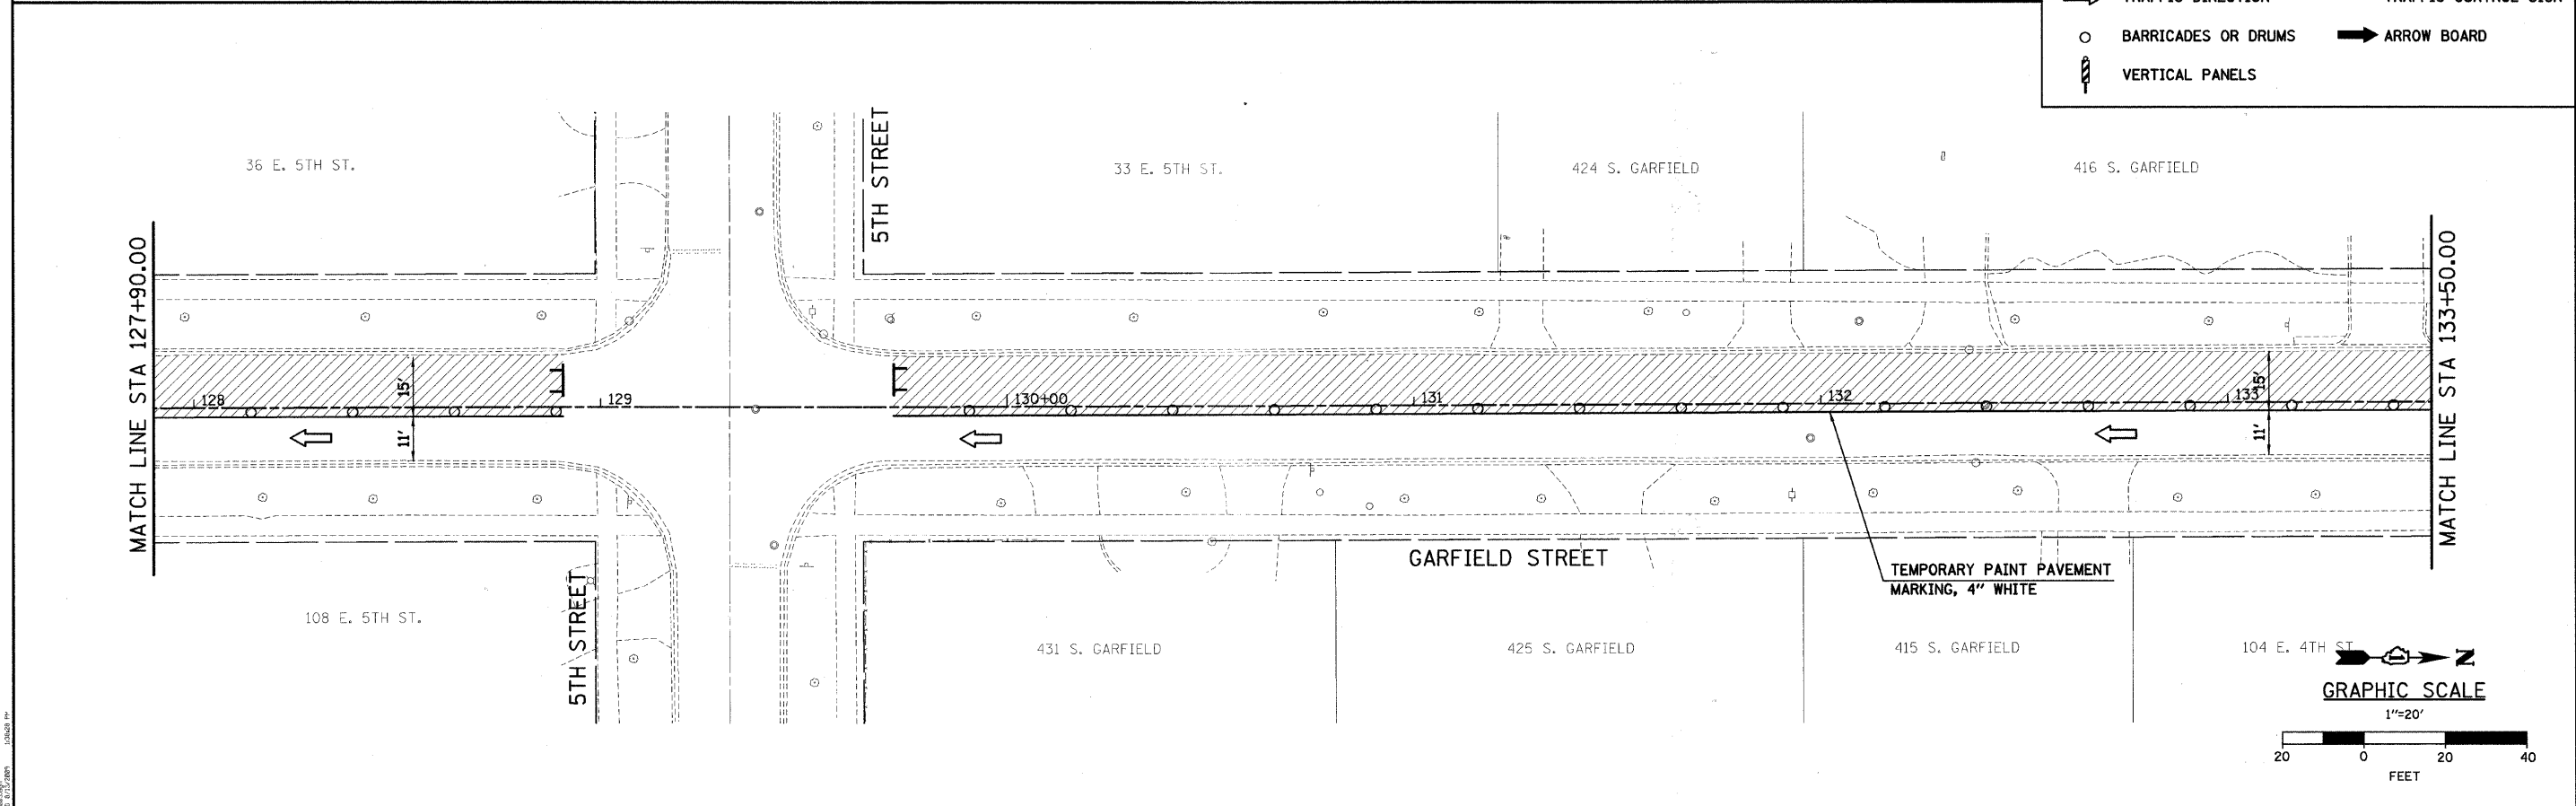 BARRICADES OR DRUMS
ARROW BOARD
VERTICAL PANELS
36 E. 5TH ST.
5TH STREET
33 E. 5TH ST.
424 S. GARFIELD
416 S. GARFIELD
MATCH LINE STA 127+90.00
MATCH LINE STA 133+50.00
128
15'
129
130+00
131
132
133
15'
11'
11'
GARFIELD STREET
TEMPORARY PAINT PAVEMENT
MARKING, 4" WHITE
108 E. 5TH ST.
5TH STREET
431 S. GARFIELD
425 S. GARFIELD
415 S. GARFIELD
104 E. 4TH ST
N
GRAPHIC SCALE
1"=20'
20 0 20 40
FEET